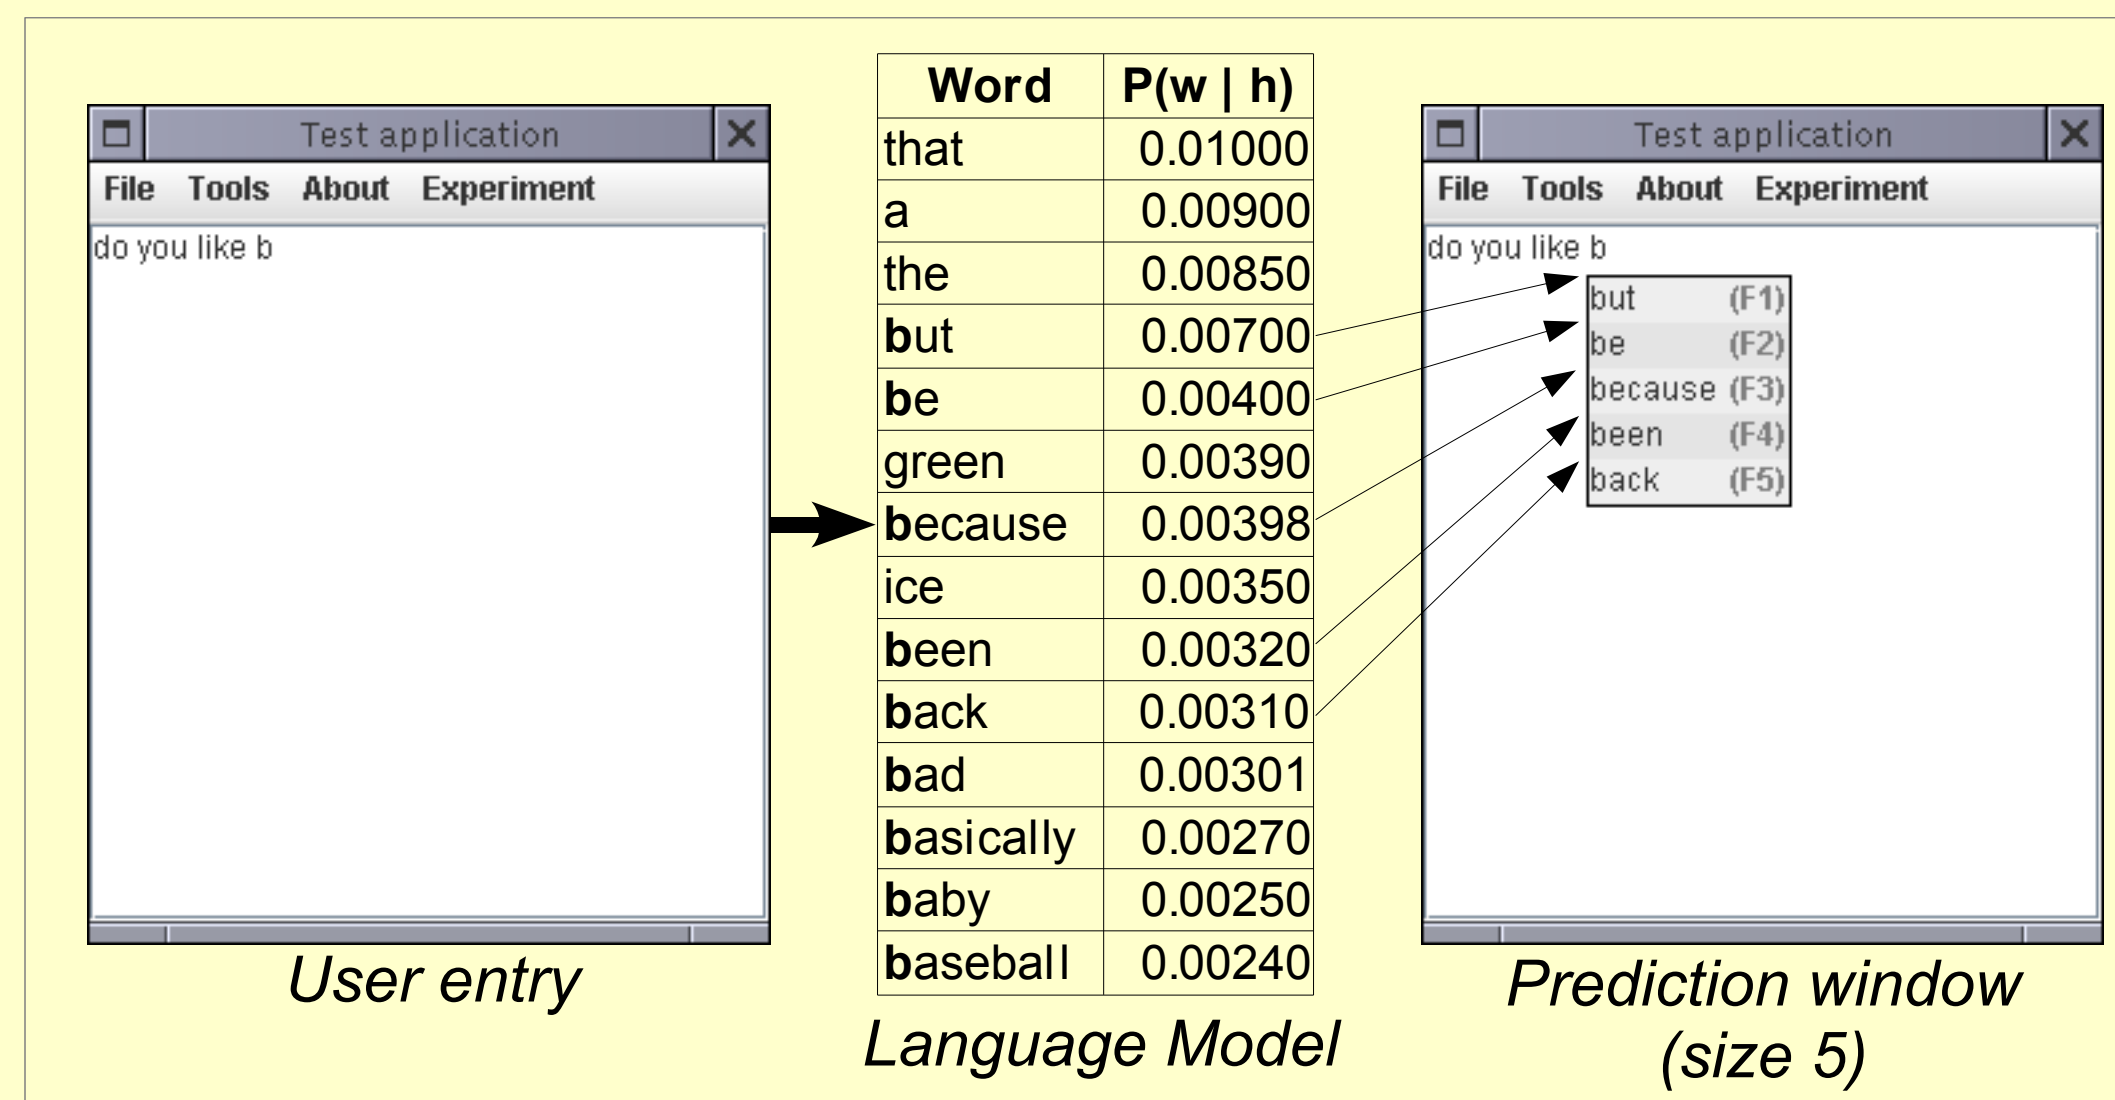 Test application
File Tools About Experiment
do you like b
User entry
Word P(w | h)
that 0.01000
a 0.00900
the 0.00850
but 0.00700
be 0.00400
green 0.00390
because 0.00398
ice 0.00350
been 0.00320
back 0.00310
bad 0.00301
basically 0.00270
baby 0.00250
baseball 0.00240
Language Model
Test application
File Tools About Experiment
do you like b
but (F1)
be (F2)
because (F3)
been (F4)
back (F5)
Prediction window
(size 5)